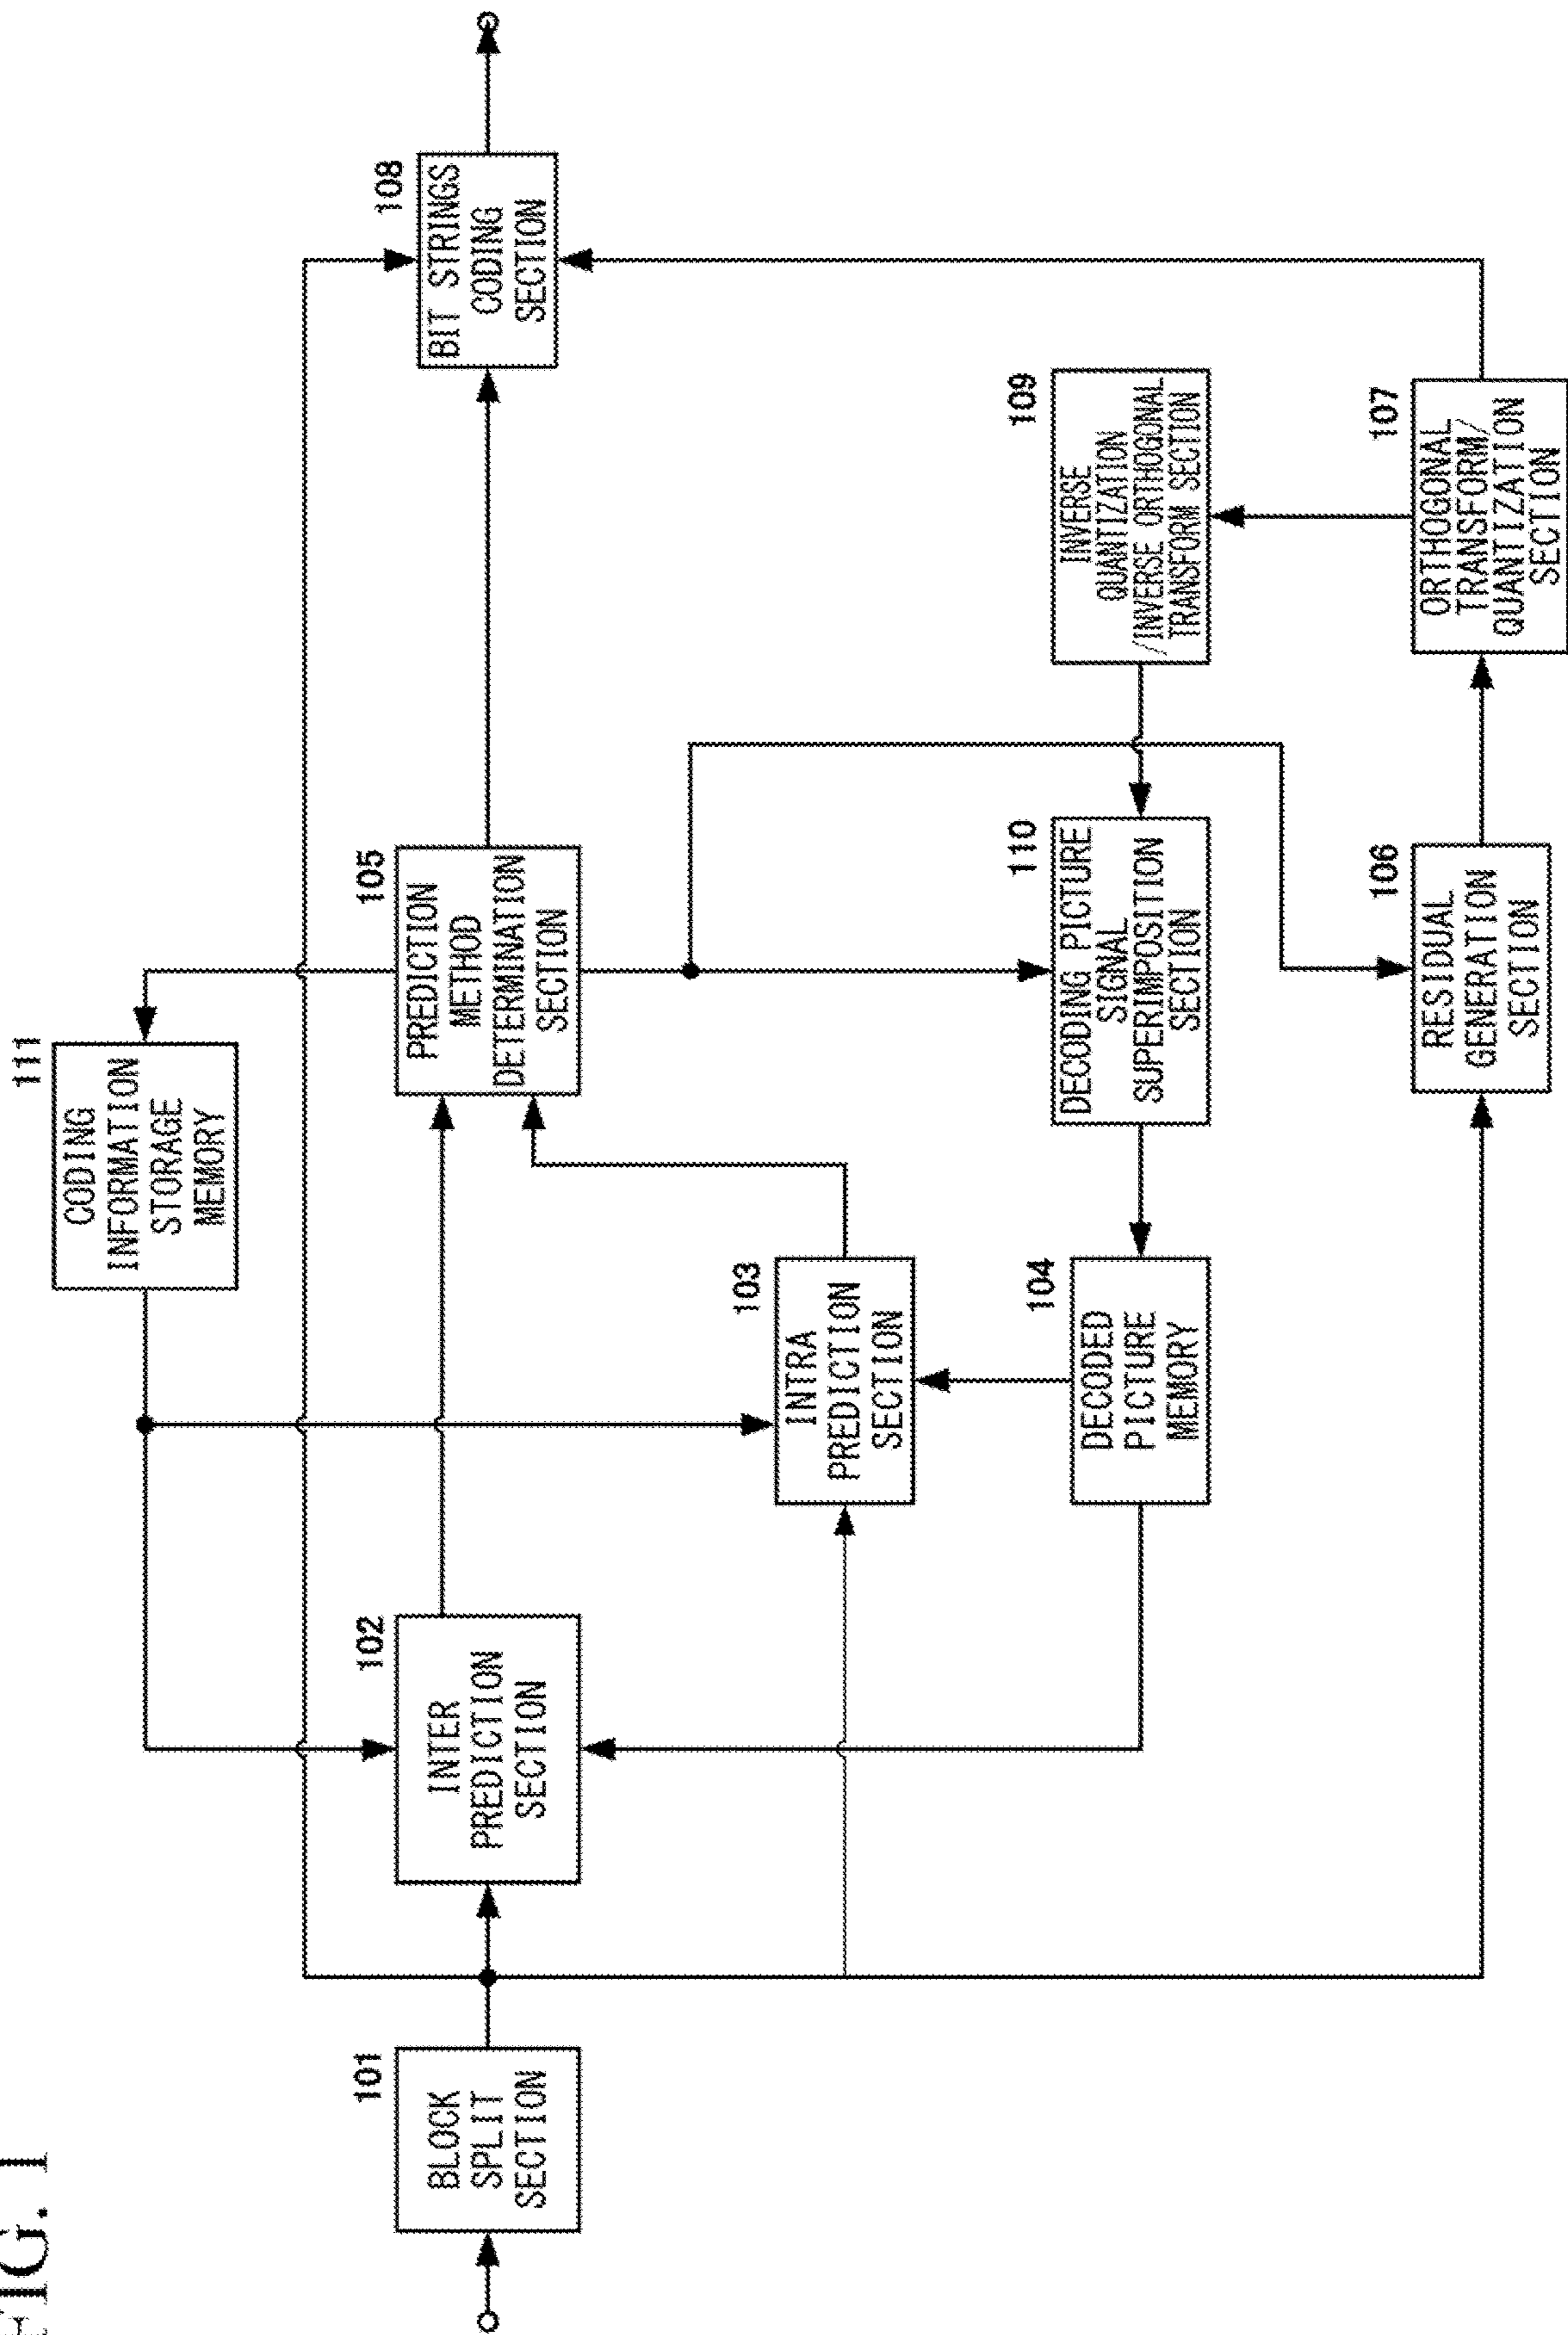 FIG. 1
111
CODING
INFORMATION
STORAGE
MEMORY
101
BLOCK
SPLIT
SECTION
102
INTER
PREDICTION
SECTION
105
PREDICTION
METHOD
DETERMINATION
SECTION
108
BIT STRINGS
CODING
SECTION
103
INTRA
PREDICTION
SECTION
104
DECODED
PICTURE
MEMORY
110
DECODING PICTURE
SIGNAL
SUPERIMPOSITION
SECTION
109
INVERSE
QUANTIZATION
/INVERSE ORTHOGONAL
TRANSFORM SECTION
106
RESIDUAL
GENERATION
SECTION
107
ORTHOGONAL
TRANSFORM/
QUANTIZATION
SECTION